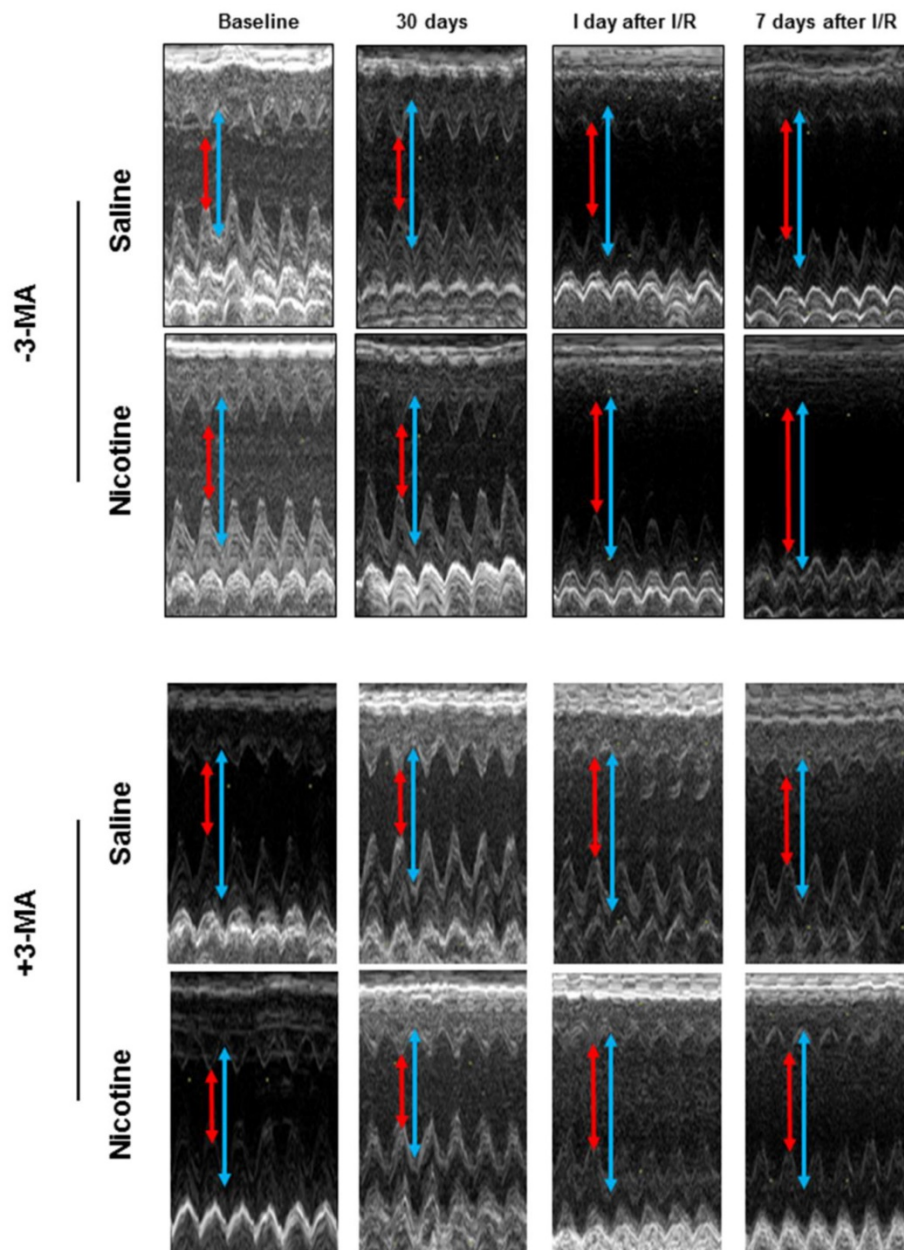 Baseline
30 days
I day after I/R
7 days after I/R
-3-MA
Saline
Nicotine
+3-MA
Saline
Nicotine